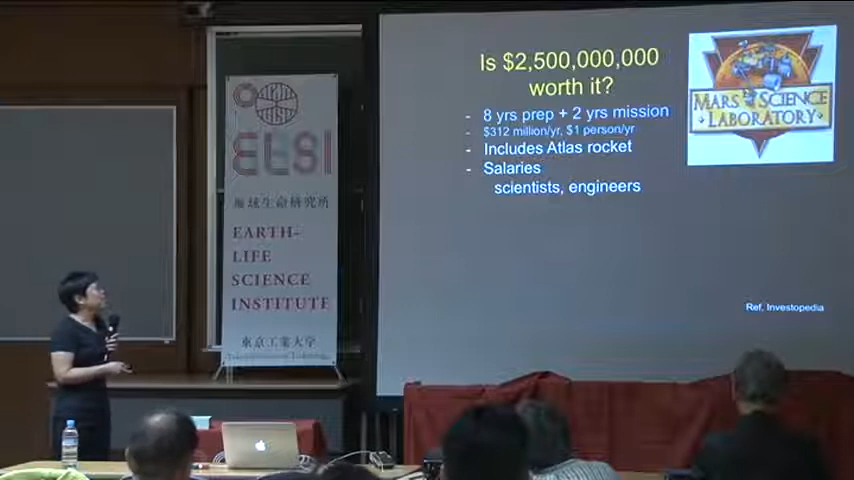 ELSI
地球生命研究所
EARTH-
LIFE
SCIENCE
INSTITUTE
東京工業大学
Is $2,500,000,000
worth it?
- 8 yrs prep + 2 yrs mission
- $312 million/yr, $1 person/yr
- Includes Atlas rocket
- Salaries
scientists, engineers
MARS SCIENCE
LABORATORY
Ref, Investopedia